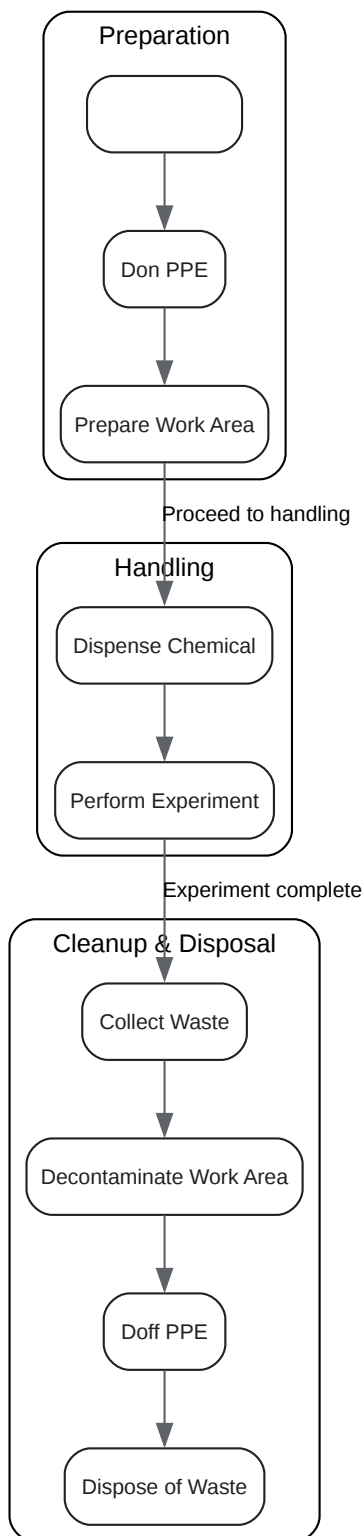 Preparation
Don PPE
Prepare Work Area
Proceed to handling
Handling
Dispense Chemical
Perform Experiment
Experiment complete
Cleanup & Disposal
Collect Waste
Decontaminate Work Area
Doff PPE
Dispose of Waste